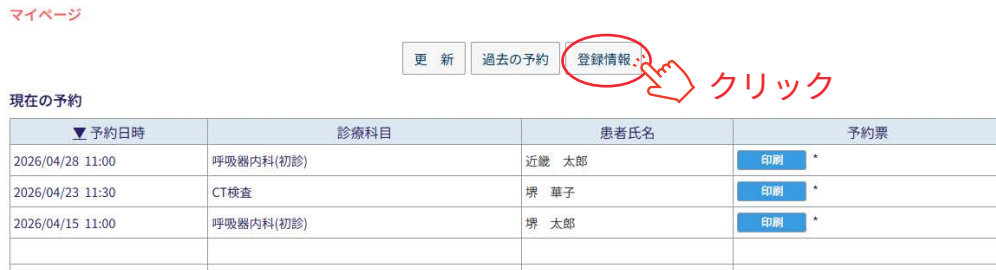 マイページ
更　新 過去の予約 登録情報
クリック
現在の予約
▼予約日時 診療科目 患者氏名 予約票
2026/04/28 11:00 呼吸器内科(初診) 近畿　太郎 印刷 *
2026/04/23 11:30 CT検査 堺　華子 印刷 *
2026/04/15 11:00 呼吸器内科(初診) 堺　太郎 印刷 *